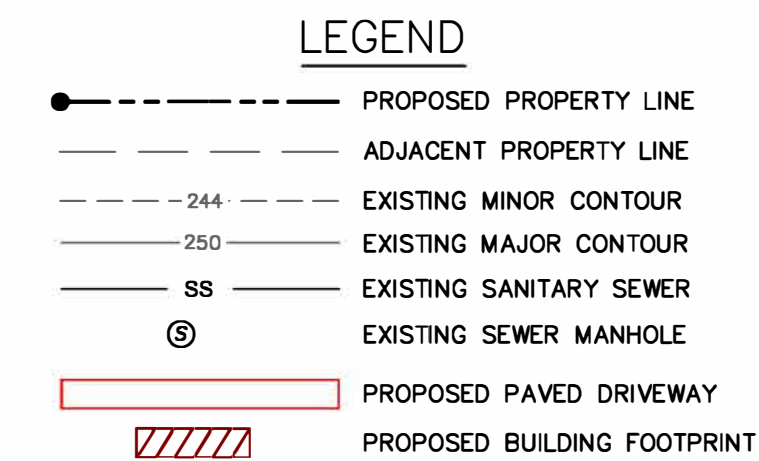 LEGEND
PROPOSED PROPERTY LINE
ADJACENT PROPERTY LINE
244 EXISTING MINOR CONTOUR
250 EXISTING MAJOR CONTOUR
SS EXISTING SANITARY SEWER
S EXISTING SEWER MANHOLE
PROPOSED PAVED DRIVEWAY
PROPOSED BUILDING FOOTPRINT